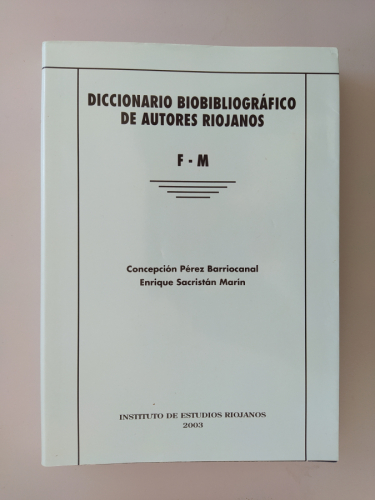 DICCIONARIO BIOBIBLIOGRÁFICO
DE AUTORES RIOJANOS
F - M
Concepción Pérez Barriocanal
Enrique Sacristán Marín
INSTITUTO DE ESTUDIOS RIOJANOS
2003